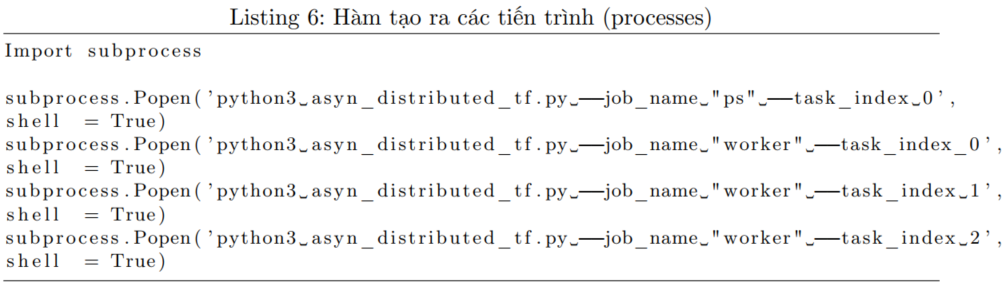 Listing 6: Hàm tạo ra các tiến trình (processes)
Import subprocess
subprocess.Popen('python3␣asyn_distributed_tf.py␣——job_name␣"ps"␣——task_index␣0',
shell = True)
subprocess.Popen('python3␣asyn_distributed_tf.py␣——job_name␣"worker"␣——task_index_0',
shell = True)
subprocess.Popen('python3␣asyn_distributed_tf.py␣——job_name␣"worker"␣——task_index␣1',
shell = True)
subprocess.Popen('python3␣asyn_distributed_tf.py␣——job_name␣"worker"␣——task_index␣2',
shell = True)